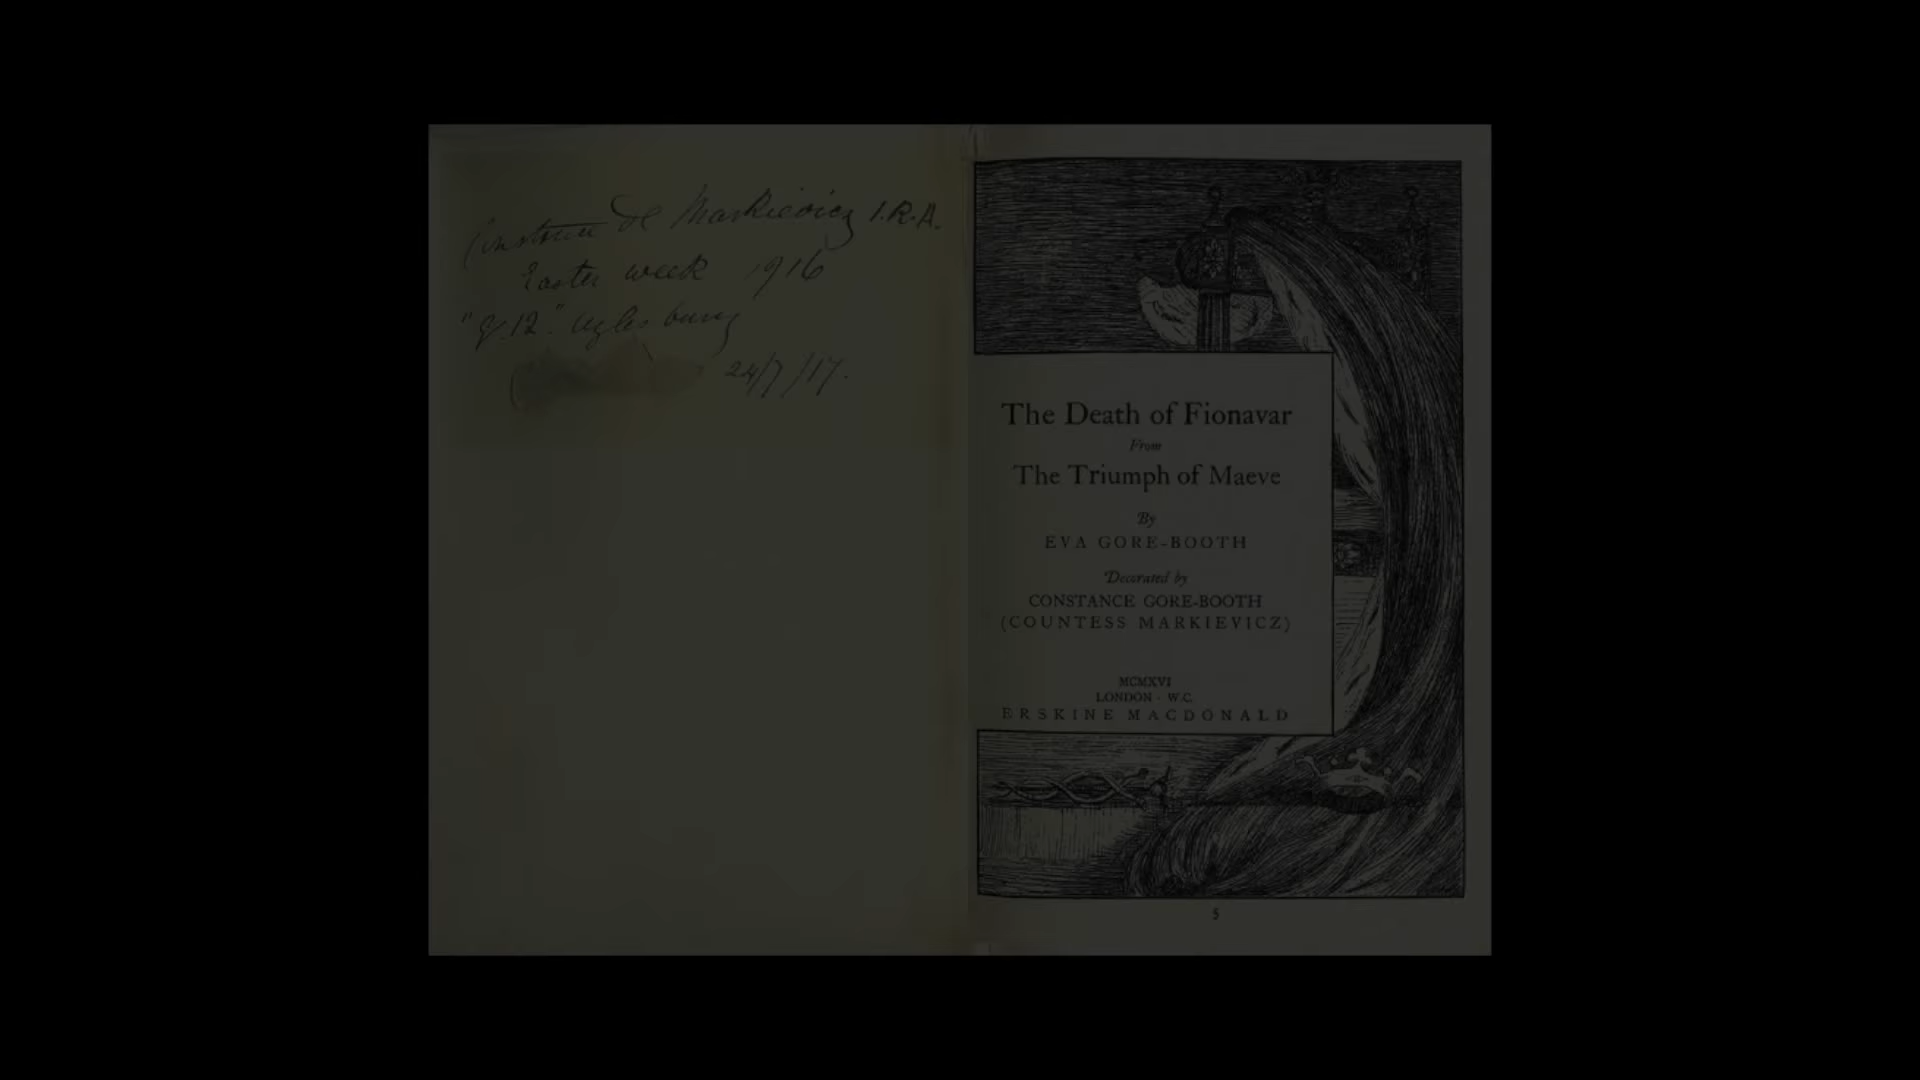 Constance de Markievicz I.R.A.
Easter week 1916
"q.12." Aylesbury
24/7/17.
The Death of Fionavar
From
The Triumph of Maeve
By
EVA GORE-BOOTH
Decorated by
CONSTANCE GORE-BOOTH
(COUNTESS MARKIEVICZ)
MCMXVI
LONDON · W.C.
ERSKINE MACDONALD
5